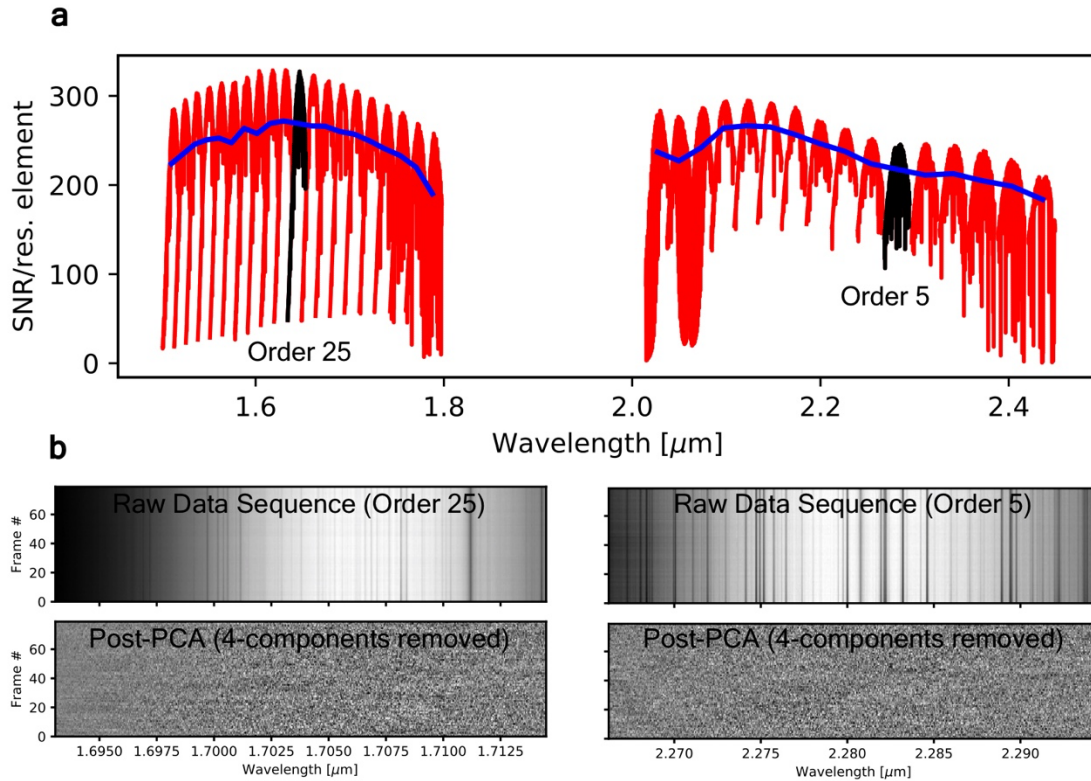 a
300
200
100
0
SNR/res. element
Order 25
Order 5
1.6 1.8 2.0 2.2 2.4
Wavelength [μm]
b
Raw Data Sequence (Order 25)
Frame #
60
40
20
0
Post-PCA (4-components removed)
Frame #
60
40
20
0
1.6950 1.6975 1.7000 1.7025 1.7050 1.7075 1.7100 1.7125
Wavelength [μm]
Raw Data Sequence (Order 5)
Post-PCA (4-components removed)
2.270 2.275 2.280 2.285 2.290
Wavelength [μm]